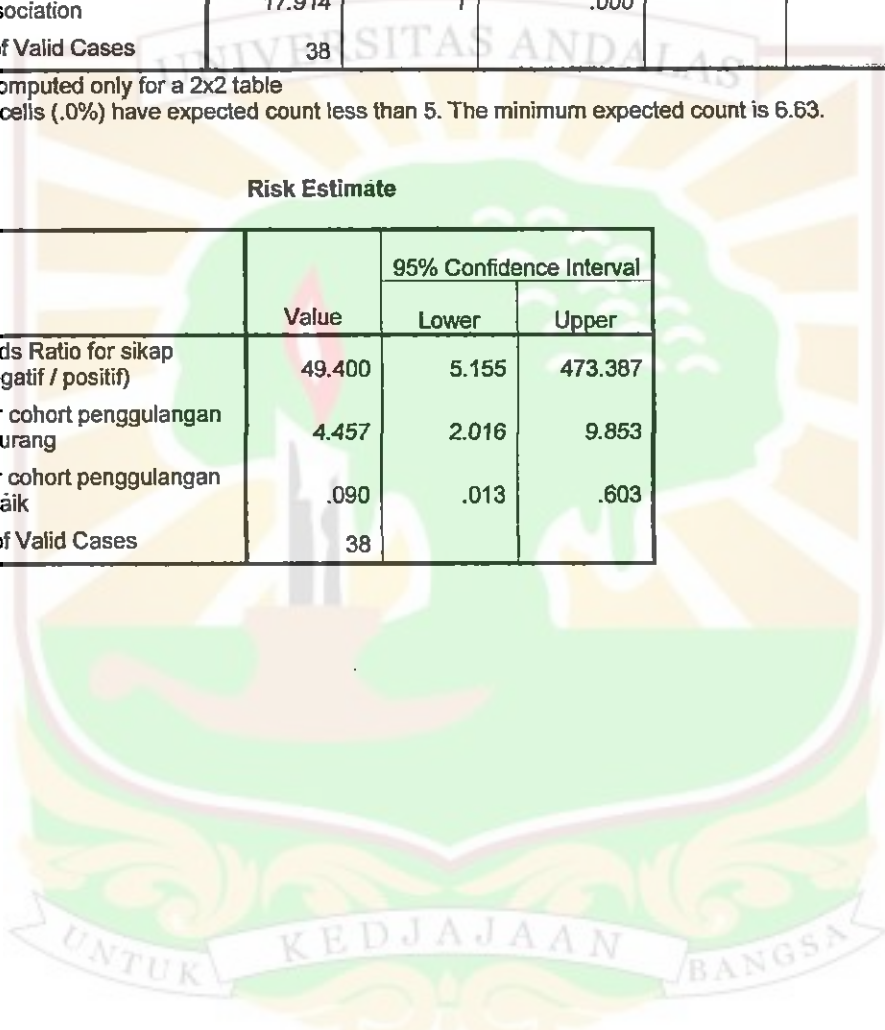 sociation 17.914 1 .000
f Valid Cases 38
UNIVERSITAS ANDALAS
omputed only for a 2x2 table
cells (.0%) have expected count less than 5. The minimum expected count is 6.63.
Risk Estimate
95% Confidence Interval
Value Lower Upper
ds Ratio for sikap
gatif / positif) 49.400 5.155 473.387
r cohort penggulangan
urang 4.457 2.016 9.853
r cohort penggulangan
aik .090 .013 .603
of Valid Cases 38
UNTUK KEDJAJAAN BANGSA